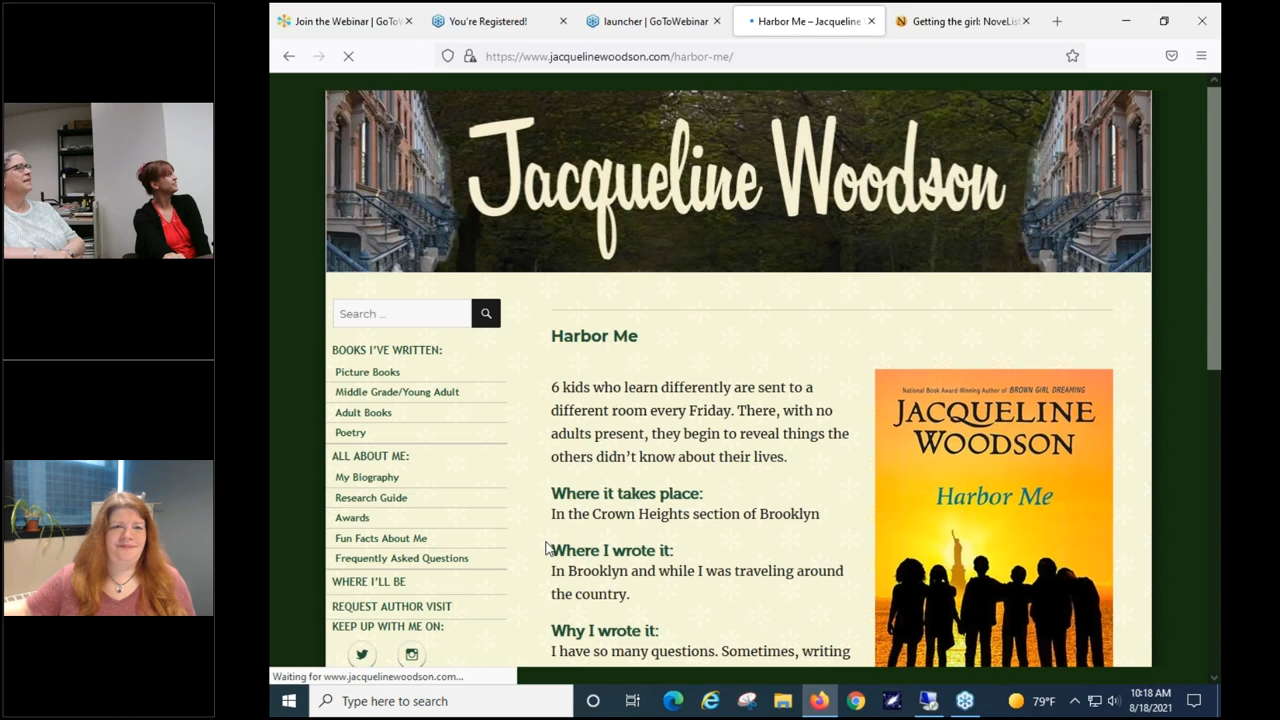 Join the Webinar | GoToW
You're Registered!
launcher | GoToWebinar
Harbor Me – Jacqueline
Getting the girl: NoveList
https://www.jacquelinewoodson.com/harbor-me/
Jacqueline Woodson
Search ...
BOOKS I'VE WRITTEN:
Picture Books
Middle Grade/Young Adult
Adult Books
Poetry
ALL ABOUT ME:
My Biography
Research Guide
Awards
Fun Facts About Me
Frequently Asked Questions
WHERE I'LL BE
REQUEST AUTHOR VISIT
KEEP UP WITH ME ON:
Harbor Me
6 kids who learn differently are sent to a
different room every Friday. There, with no
adults present, they begin to reveal things the
others didn't know about their lives.
Where it takes place:
In the Crown Heights section of Brooklyn
Where I wrote it:
In Brooklyn and while I was traveling around
the country.
Why I wrote it:
I have so many questions. Sometimes, writing
National Book Award-Winning Author of BROWN GIRL DREAMING
JACQUELINE
WOODSON
Harbor Me
Waiting for www.jacquelinewoodson.com...
Type here to search
79°F
10:18 AM
8/18/2021